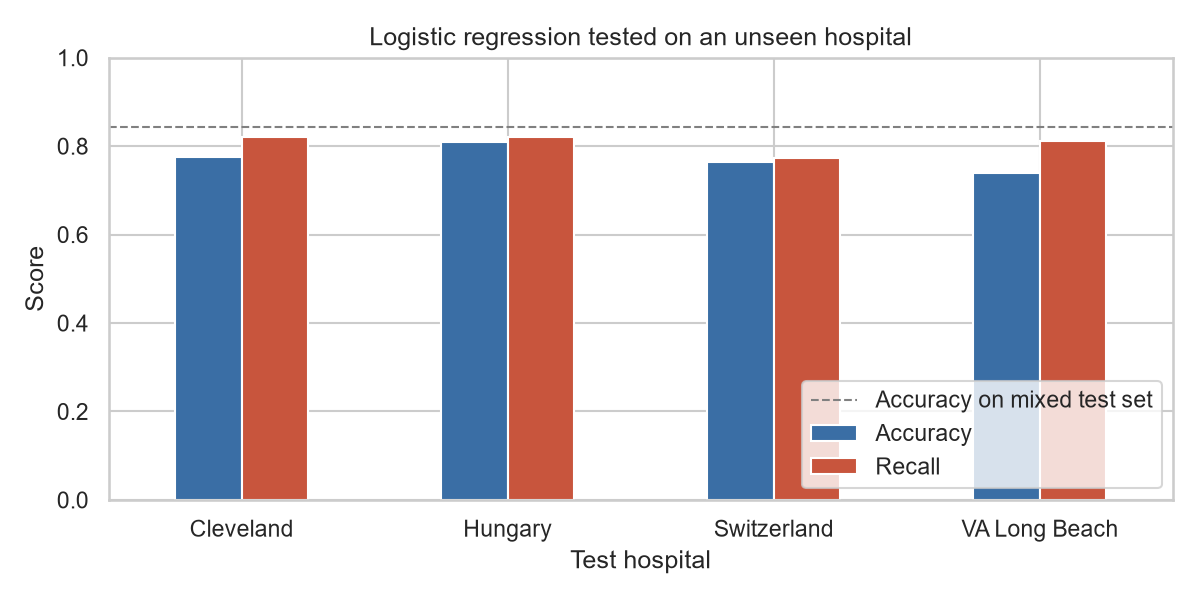 Logistic regression tested on an unseen hospital
1.0
0.8
0.6
0.4
0.2
0.0
Score
Accuracy on mixed test set
Accuracy
Recall
Cleveland
Hungary
Switzerland
VA Long Beach
Test hospital